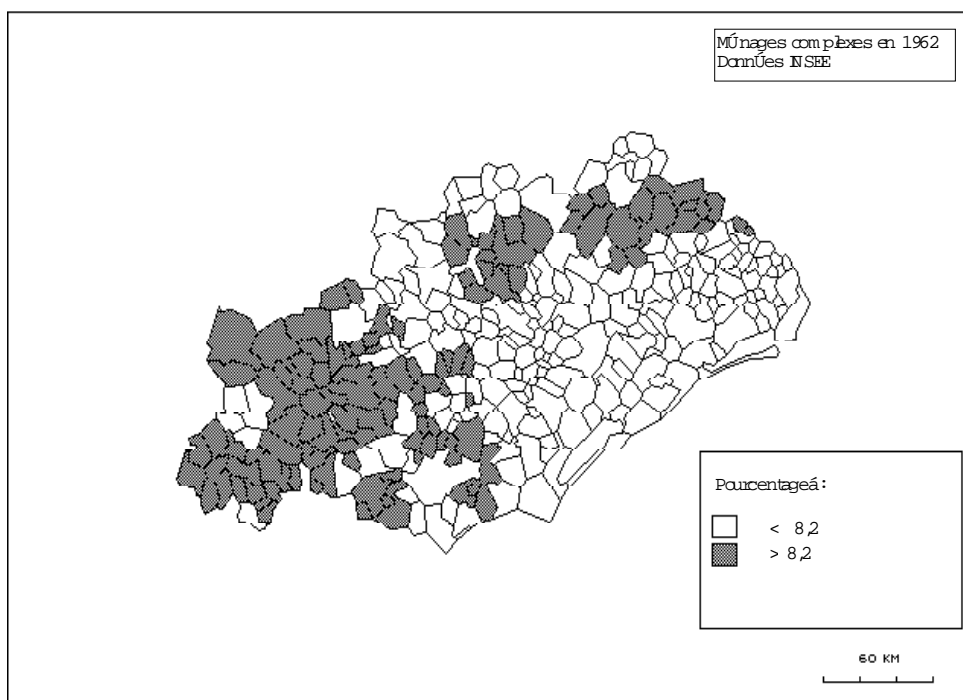 MÚnages complexes en 1962
DonnÚes INSEE
Pourcentageá:
< 8,2
> 8,2
60 KM